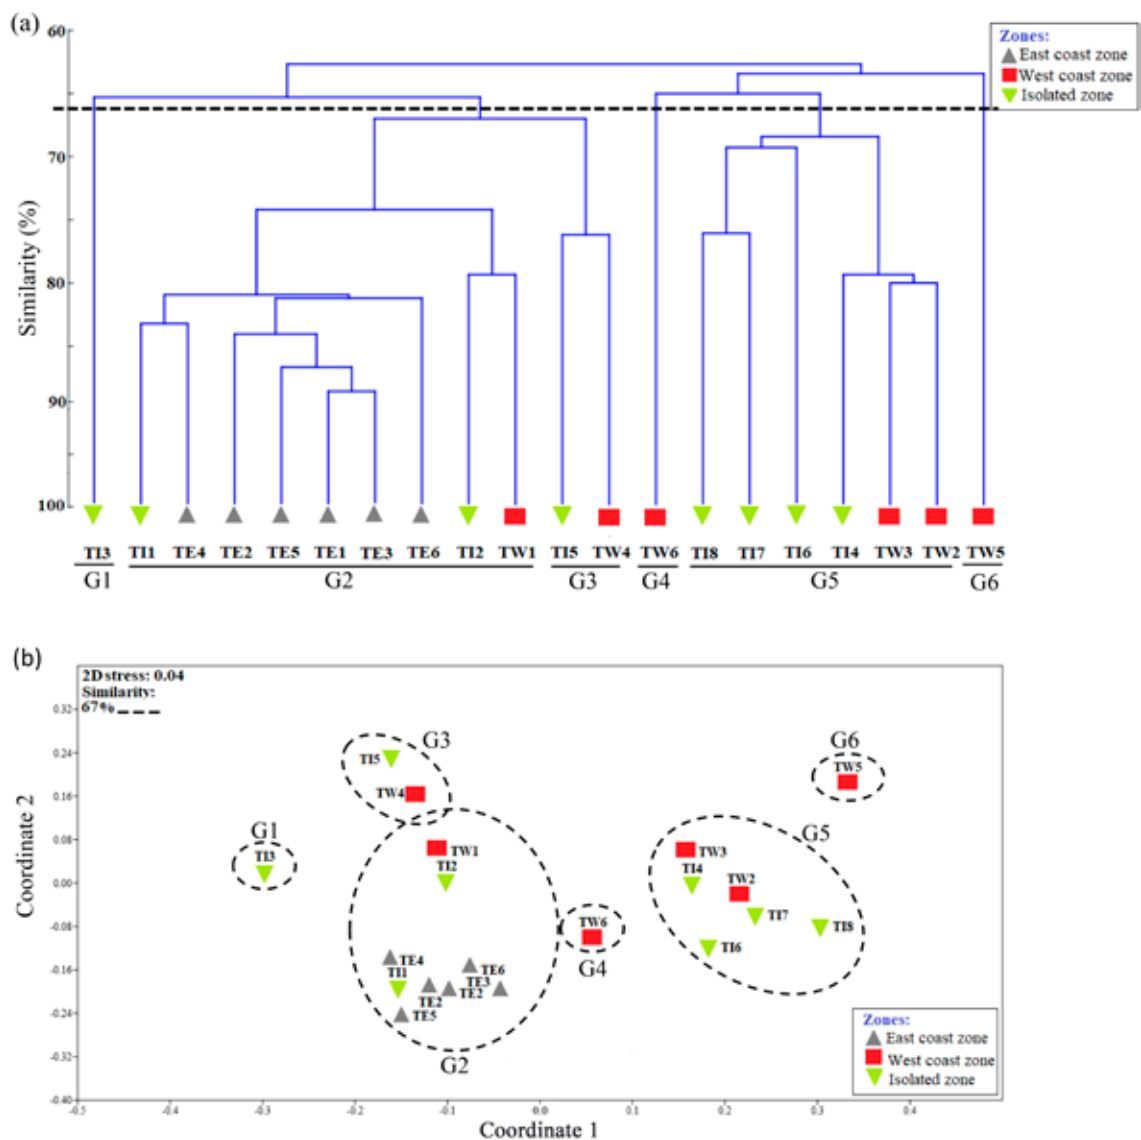 (a)
60
70
80
90
100
Similarity (%)
Zones:
East coast zone
West coast zone
Isolated zone
TI3 TI1 TE4 TE2 TE5 TE1 TE3 TE6 TI2 TW1 TI5 TW4 TW6 TI8 TI7 TI6 TI4 TW3 TW2 TW5
G1 G2 G3 G4 G5 G6
(b)
2D stress: 0.04
Similarity:
67%
0.32
0.24
0.16
0.08
0.00
-0.08
-0.16
-0.24
-0.32
-0.40
Coordinate 2
G3
TI5
TW4
G6
TW5
G1
TI3
TW1
TI2
G5
TW3
TI4
TW2
TI7
TI8
TI6
TW6
G4
TE4
TI1
TE6
TE3
TE2
TE2
TE5
G2
Zones:
East coast zone
West coast zone
Isolated zone
-0.5 -0.4 -0.3 -0.2 -0.1 0.0 0.1 0.2 0.3 0.4
Coordinate 1